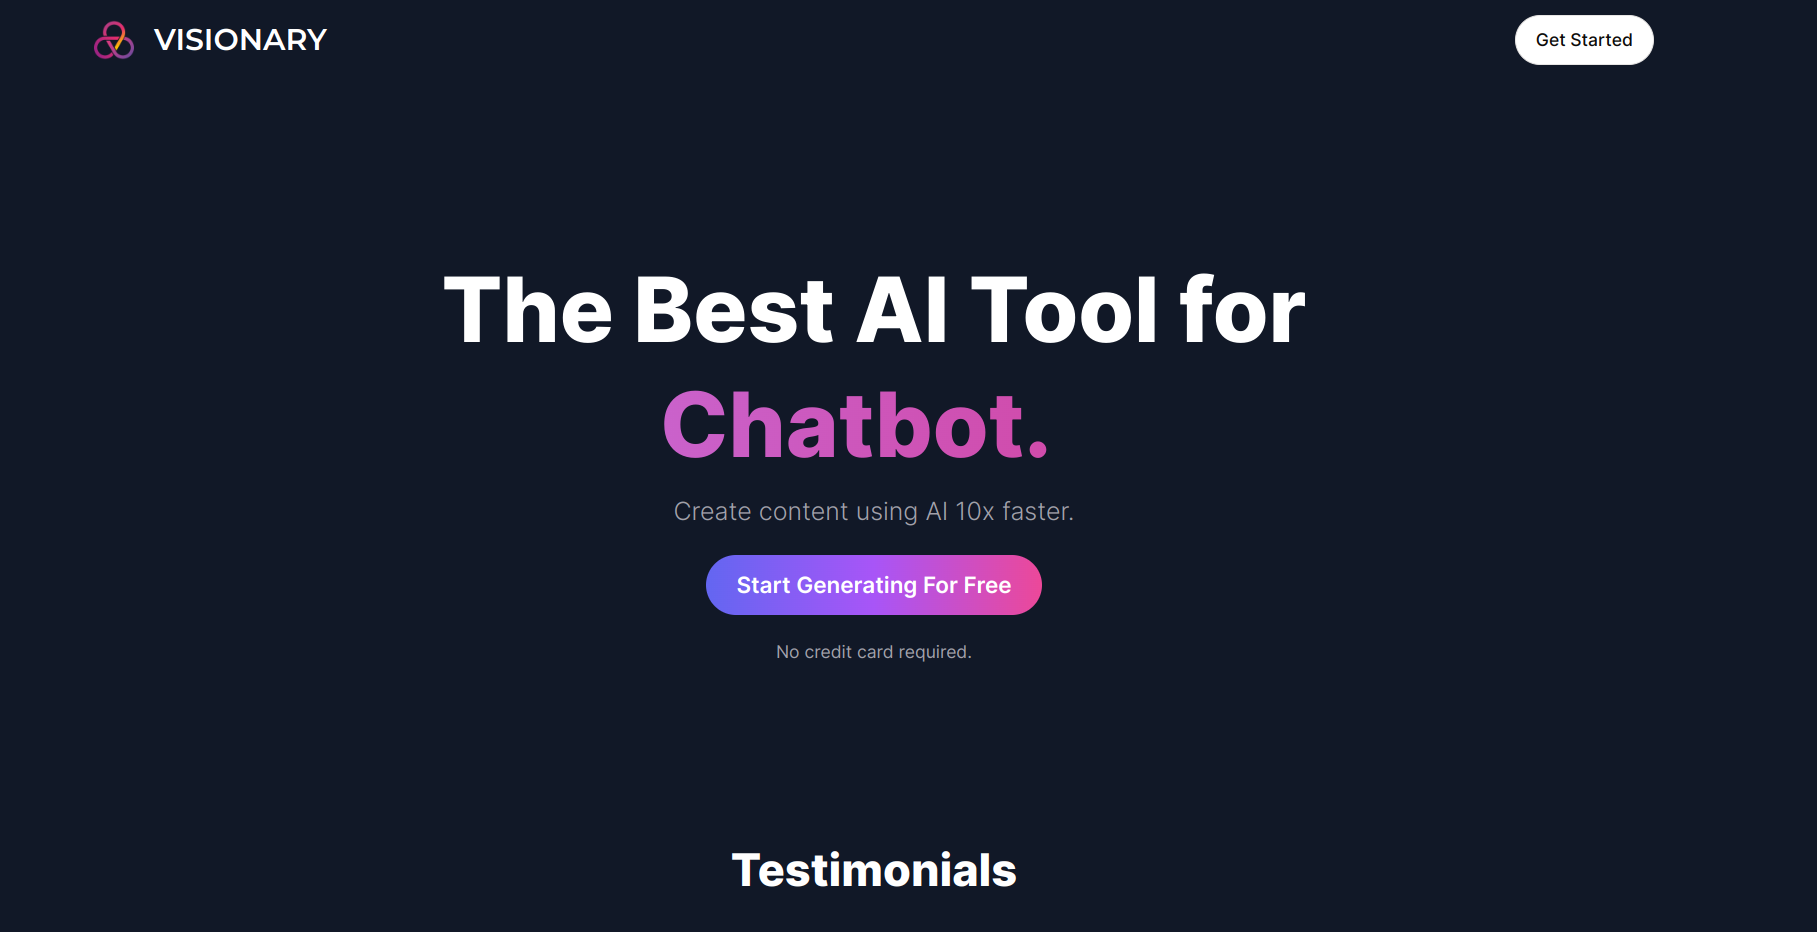 VISIONARY
Get Started
The Best AI Tool for
Chatbot.
Create content using AI 10x faster.
Start Generating For Free
No credit card required.
Testimonials